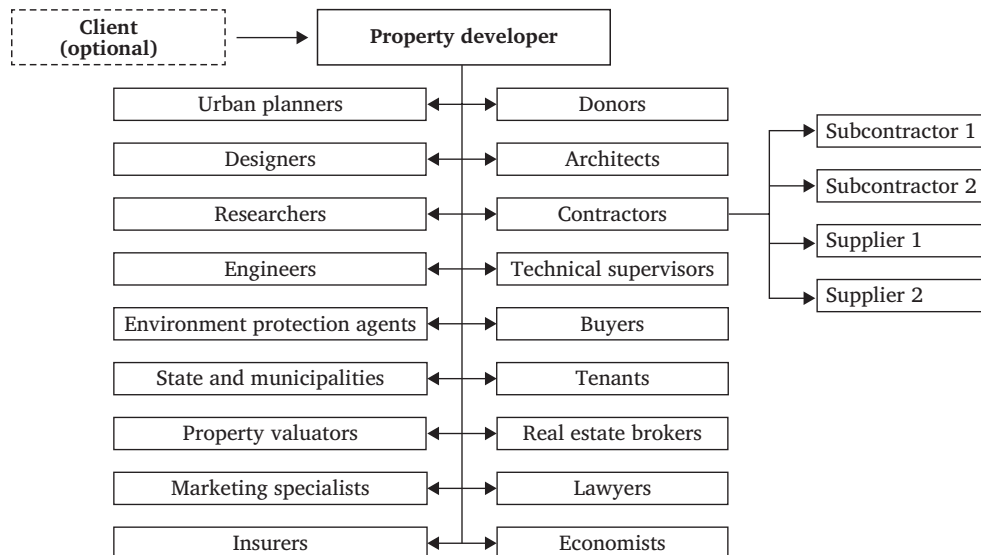 Client
(optional)
Property developer
Urban planners
Donors
Designers
Architects
Researchers
Contractors
Engineers
Technical supervisors
Environment protection agents
Buyers
State and municipalities
Tenants
Property valuators
Real estate brokers
Marketing specialists
Lawyers
Insurers
Economists
Subcontractor 1
Subcontractor 2
Supplier 1
Supplier 2